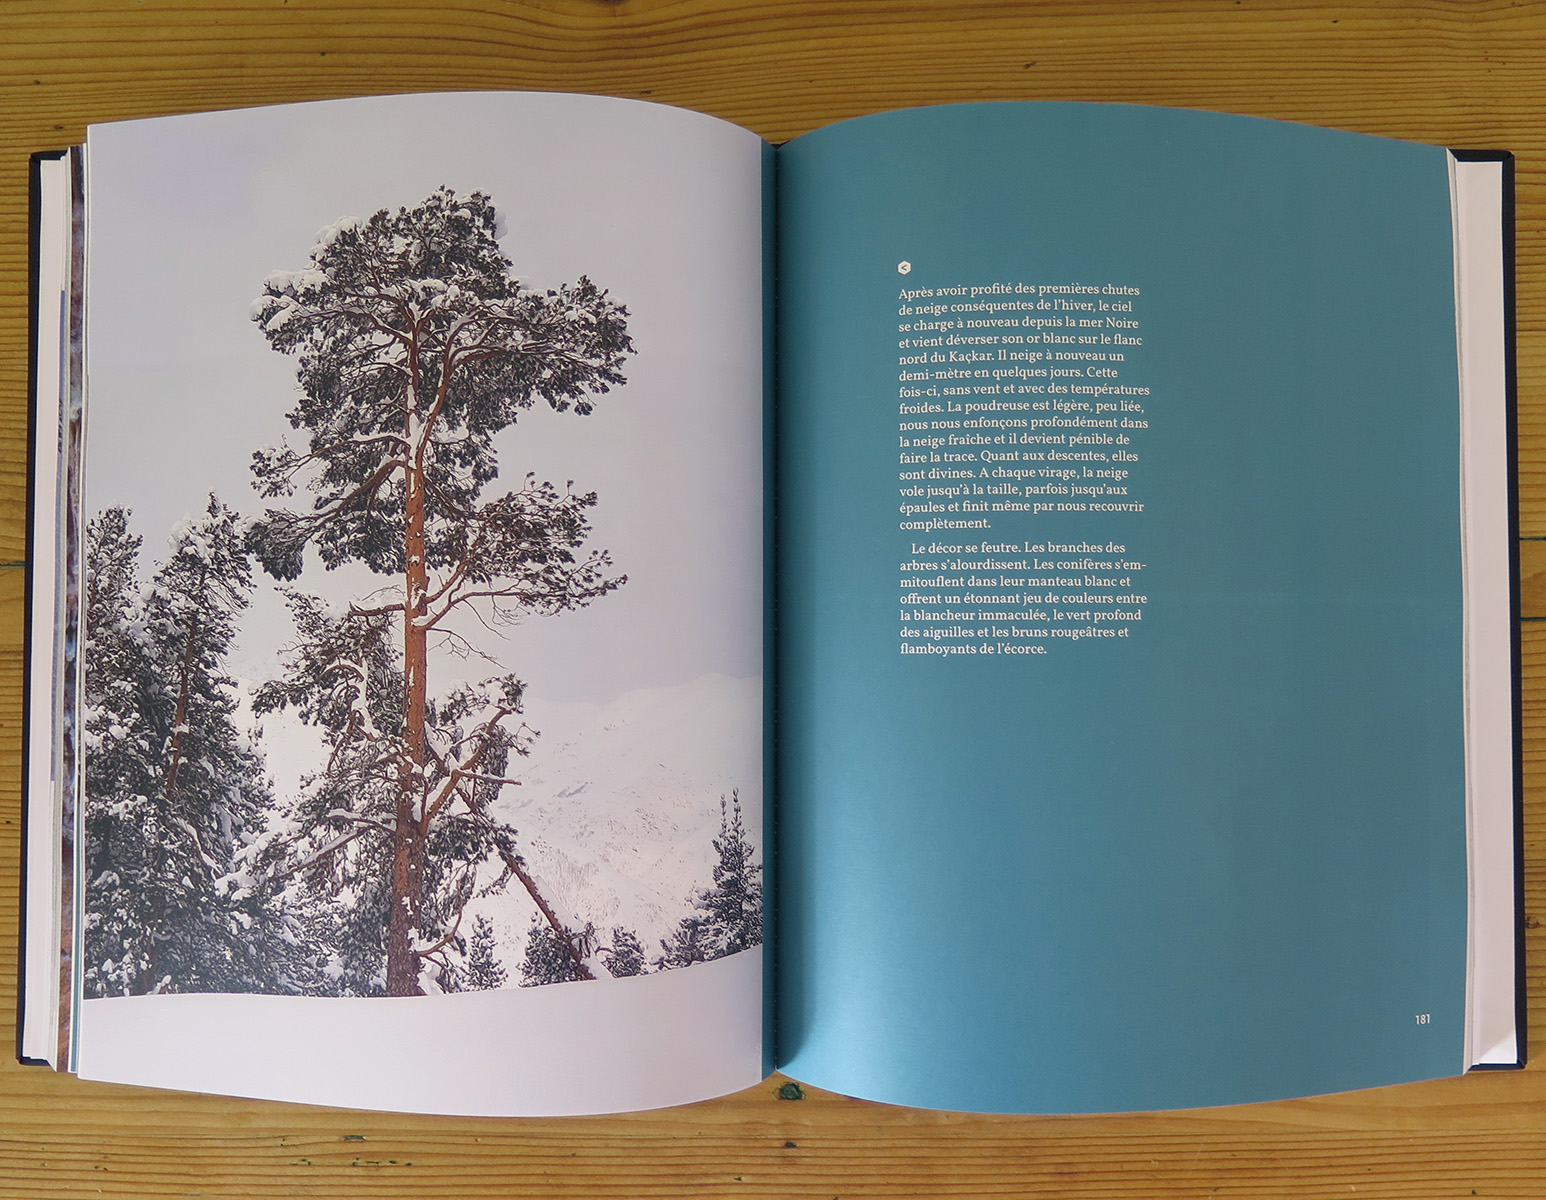 <
Après avoir profité des premières chutes
de neige conséquentes de l'hiver, le ciel
se charge à nouveau depuis la mer Noire
et vient déverser son or blanc sur le flanc
nord du Kaçkar. Il neige à nouveau un
demi-mètre en quelques jours. Cette
fois-ci, sans vent et avec des températures
froides. La poudreuse est légère, peu liée,
nous nous enfonçons profondément dans
la neige fraîche et il devient pénible de
faire la trace. Quant aux descentes, elles
sont divines. A chaque virage, la neige
vole jusqu'à la taille, parfois jusqu'aux
épaules et finit même par nous recouvrir
complètement.
Le décor se feutre. Les branches des
arbres s'alourdissent. Les conifères s'em-
mitouflent dans leur manteau blanc et
offrent un étonnant jeu de couleurs entre
la blancheur immaculée, le vert profond
des aiguilles et les bruns rougeâtres et
flamboyants de l'écorce.
181